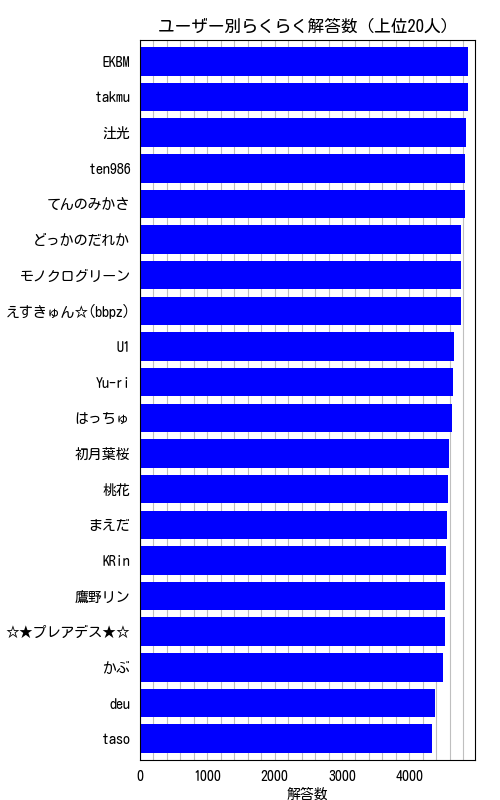 ユーザー別らくらく解答数（上位20人）
EKBM
takmu
辻光
ten986
てんのみかさ
どっかのだれか
モノクログリーン
えすきゅん☆(bbpz)
U1
Yu-ri
はっちゅ
初月葉桜
桃花
まえだ
KRin
鷹野リン
☆★プレアデス★☆
かぶ
deu
taso
0 1000 2000 3000 4000
解答数